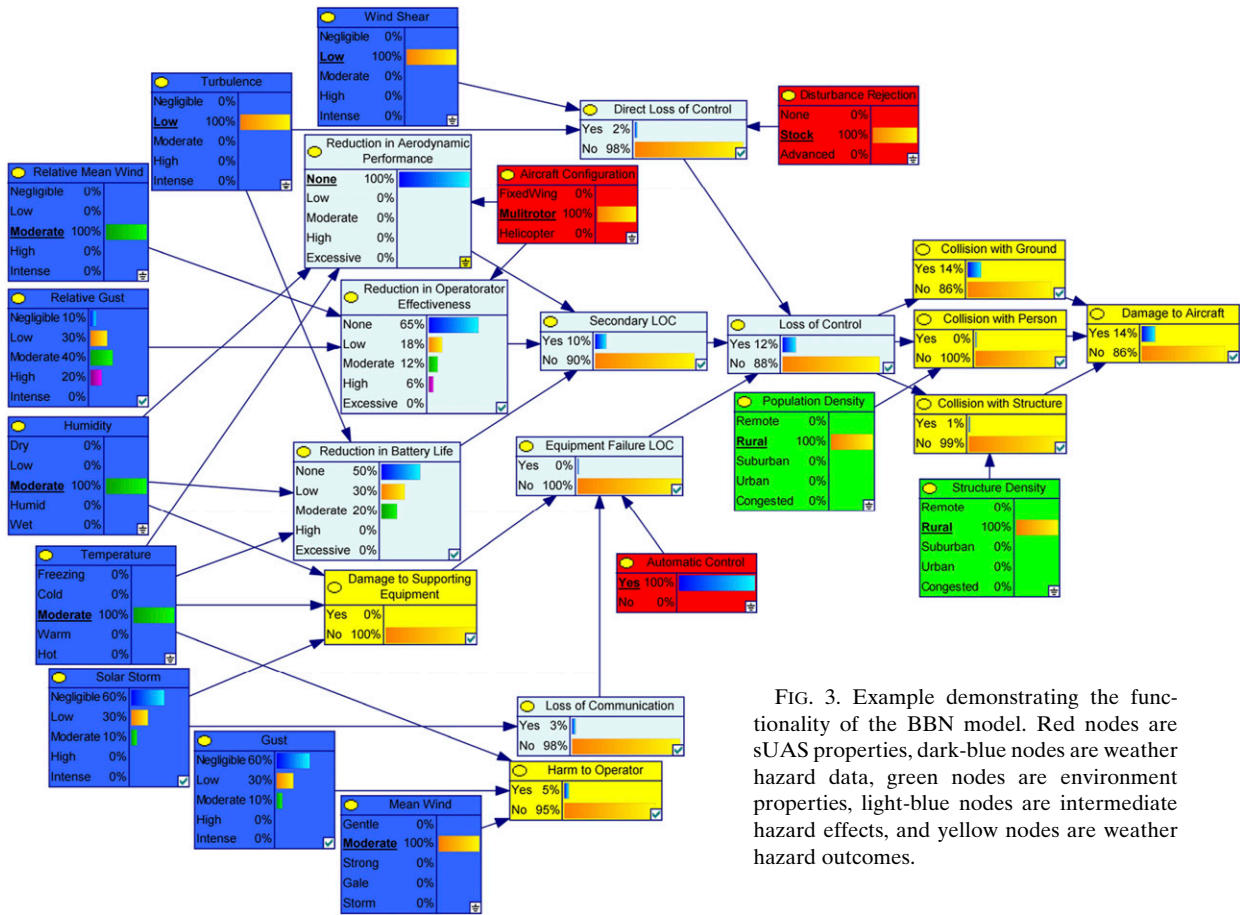 Wind Shear
Negligible 0%
Low 100%
Moderate 0%
High 0%
Intense 0%
Turbulence
Negligible 0%
Low 100%
Moderate 0%
High 0%
Intense 0%
Direct Loss of Control
Yes 2%
No 98%
Disturbance Rejection
None 0%
Stock 100%
Advanced 0%
Reduction in Aerodynamic
Performance
None 100%
Low 0%
Moderate 0%
High 0%
Excessive 0%
Aircraft Configuration
FixedWing 0%
Mulitrotor 100%
Helicopter 0%
Relative Mean Wind
Negligible 0%
Low 0%
Moderate 100%
High 0%
Intense 0%
Relative Gust
Negligible 10%
Low 30%
Moderate 40%
High 20%
Intense 0%
Reduction in Operatorator
Effectiveness
None 65%
Low 18%
Moderate 12%
High 6%
Excessive 0%
Secondary LOC
Yes 10%
No 90%
Loss of Control
Yes 12%
No 88%
Collision with Ground
Yes 14%
No 86%
Collision with Person
Yes 0%
No 100%
Damage to Aircraft
Yes 14%
No 86%
Collision with Structure
Yes 1%
No 99%
Population Density
Remote 0%
Rural 100%
Suburban 0%
Urban 0%
Congested 0%
Structure Density
Remote 0%
Rural 100%
Suburban 0%
Urban 0%
Congested 0%
Humidity
Dry 0%
Low 0%
Moderate 100%
Humid 0%
Wet 0%
Reduction in Battery Life
None 50%
Low 30%
Moderate 20%
High 0%
Excessive 0%
Equipment Failure LOC
Yes 0%
No 100%
Automatic Control
Yes 100%
No 0%
Temperature
Freezing 0%
Cold 0%
Moderate 100%
Warm 0%
Hot 0%
Damage to Supporting
Equipment
Yes 0%
No 100%
Solar Storm
Negligible 60%
Low 30%
Moderate 10%
High 0%
Intense 0%
Loss of Communication
Yes 3%
No 98%
Gust
Negligible 60%
Low 30%
Moderate 10%
High 0%
Intense 0%
Harm to Operator
Yes 5%
No 95%
Mean Wind
Gentle 0%
Moderate 100%
Strong 0%
Gale 0%
Storm 0%
FIG. 3. Example demonstrating the func-
tionality of the BBN model. Red nodes are
sUAS properties, dark-blue nodes are weather
hazard data, green nodes are environment
properties, light-blue nodes are intermediate
hazard effects, and yellow nodes are weather
hazard outcomes.